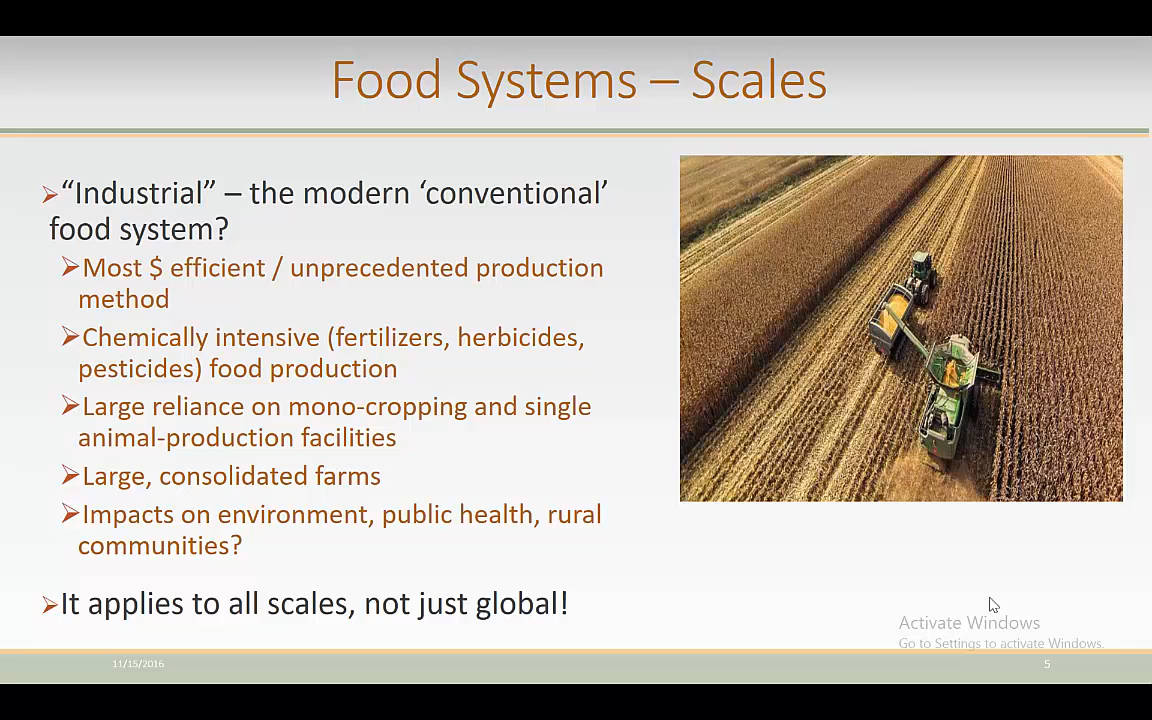 Food Systems – Scales
➢“Industrial” – the modern ‘conventional’
food system?
➢Most $ efficient / unprecedented production
method
➢Chemically intensive (fertilizers, herbicides,
pesticides) food production
➢Large reliance on mono-cropping and single
animal-production facilities
➢Large, consolidated farms
➢Impacts on environment, public health, rural
communities?
➢It applies to all scales, not just global!
Activate Windows
Go to Settings to activate Windows.
11/15/2016
5